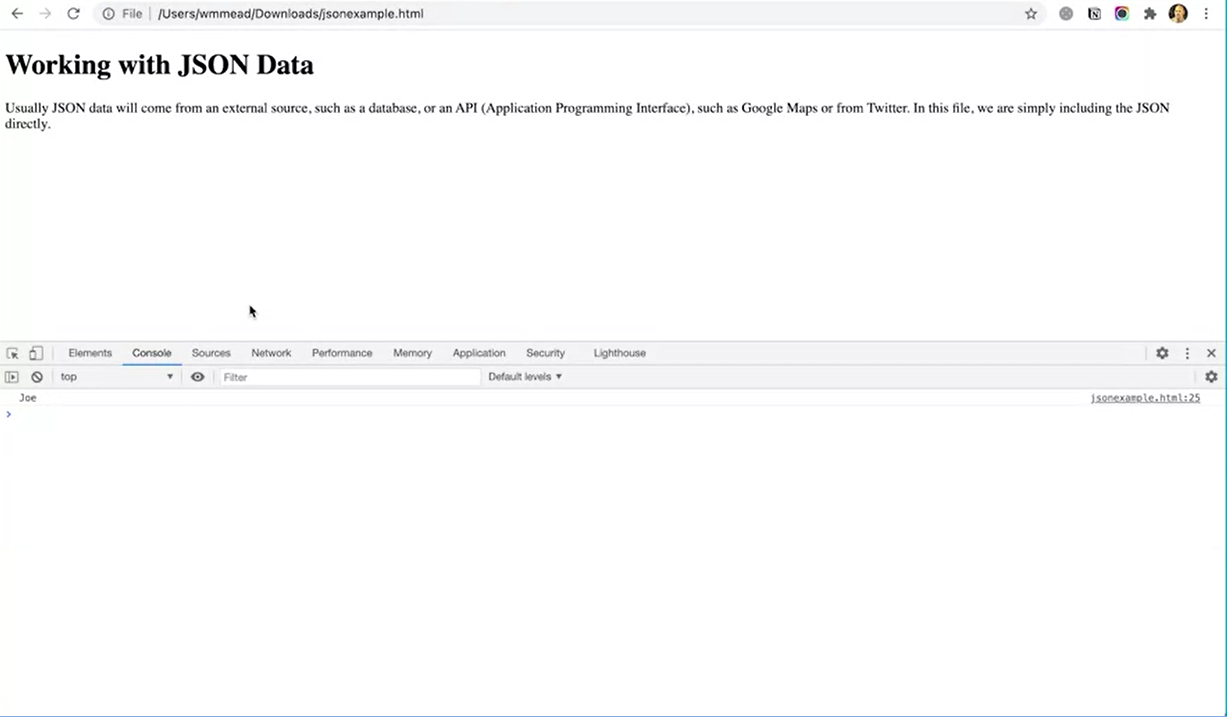 File | /Users/wmmead/Downloads/jsonexample.html
Working with JSON Data
Usually JSON data will come from an external source, such as a database, or an API (Application Programming Interface), such as Google Maps or from Twitter. In this file, we are simply including the JSON
directly.
Elements Console Sources Network Performance Memory Application Security Lighthouse
top Filter Default levels
Joe jsonexample.html:25